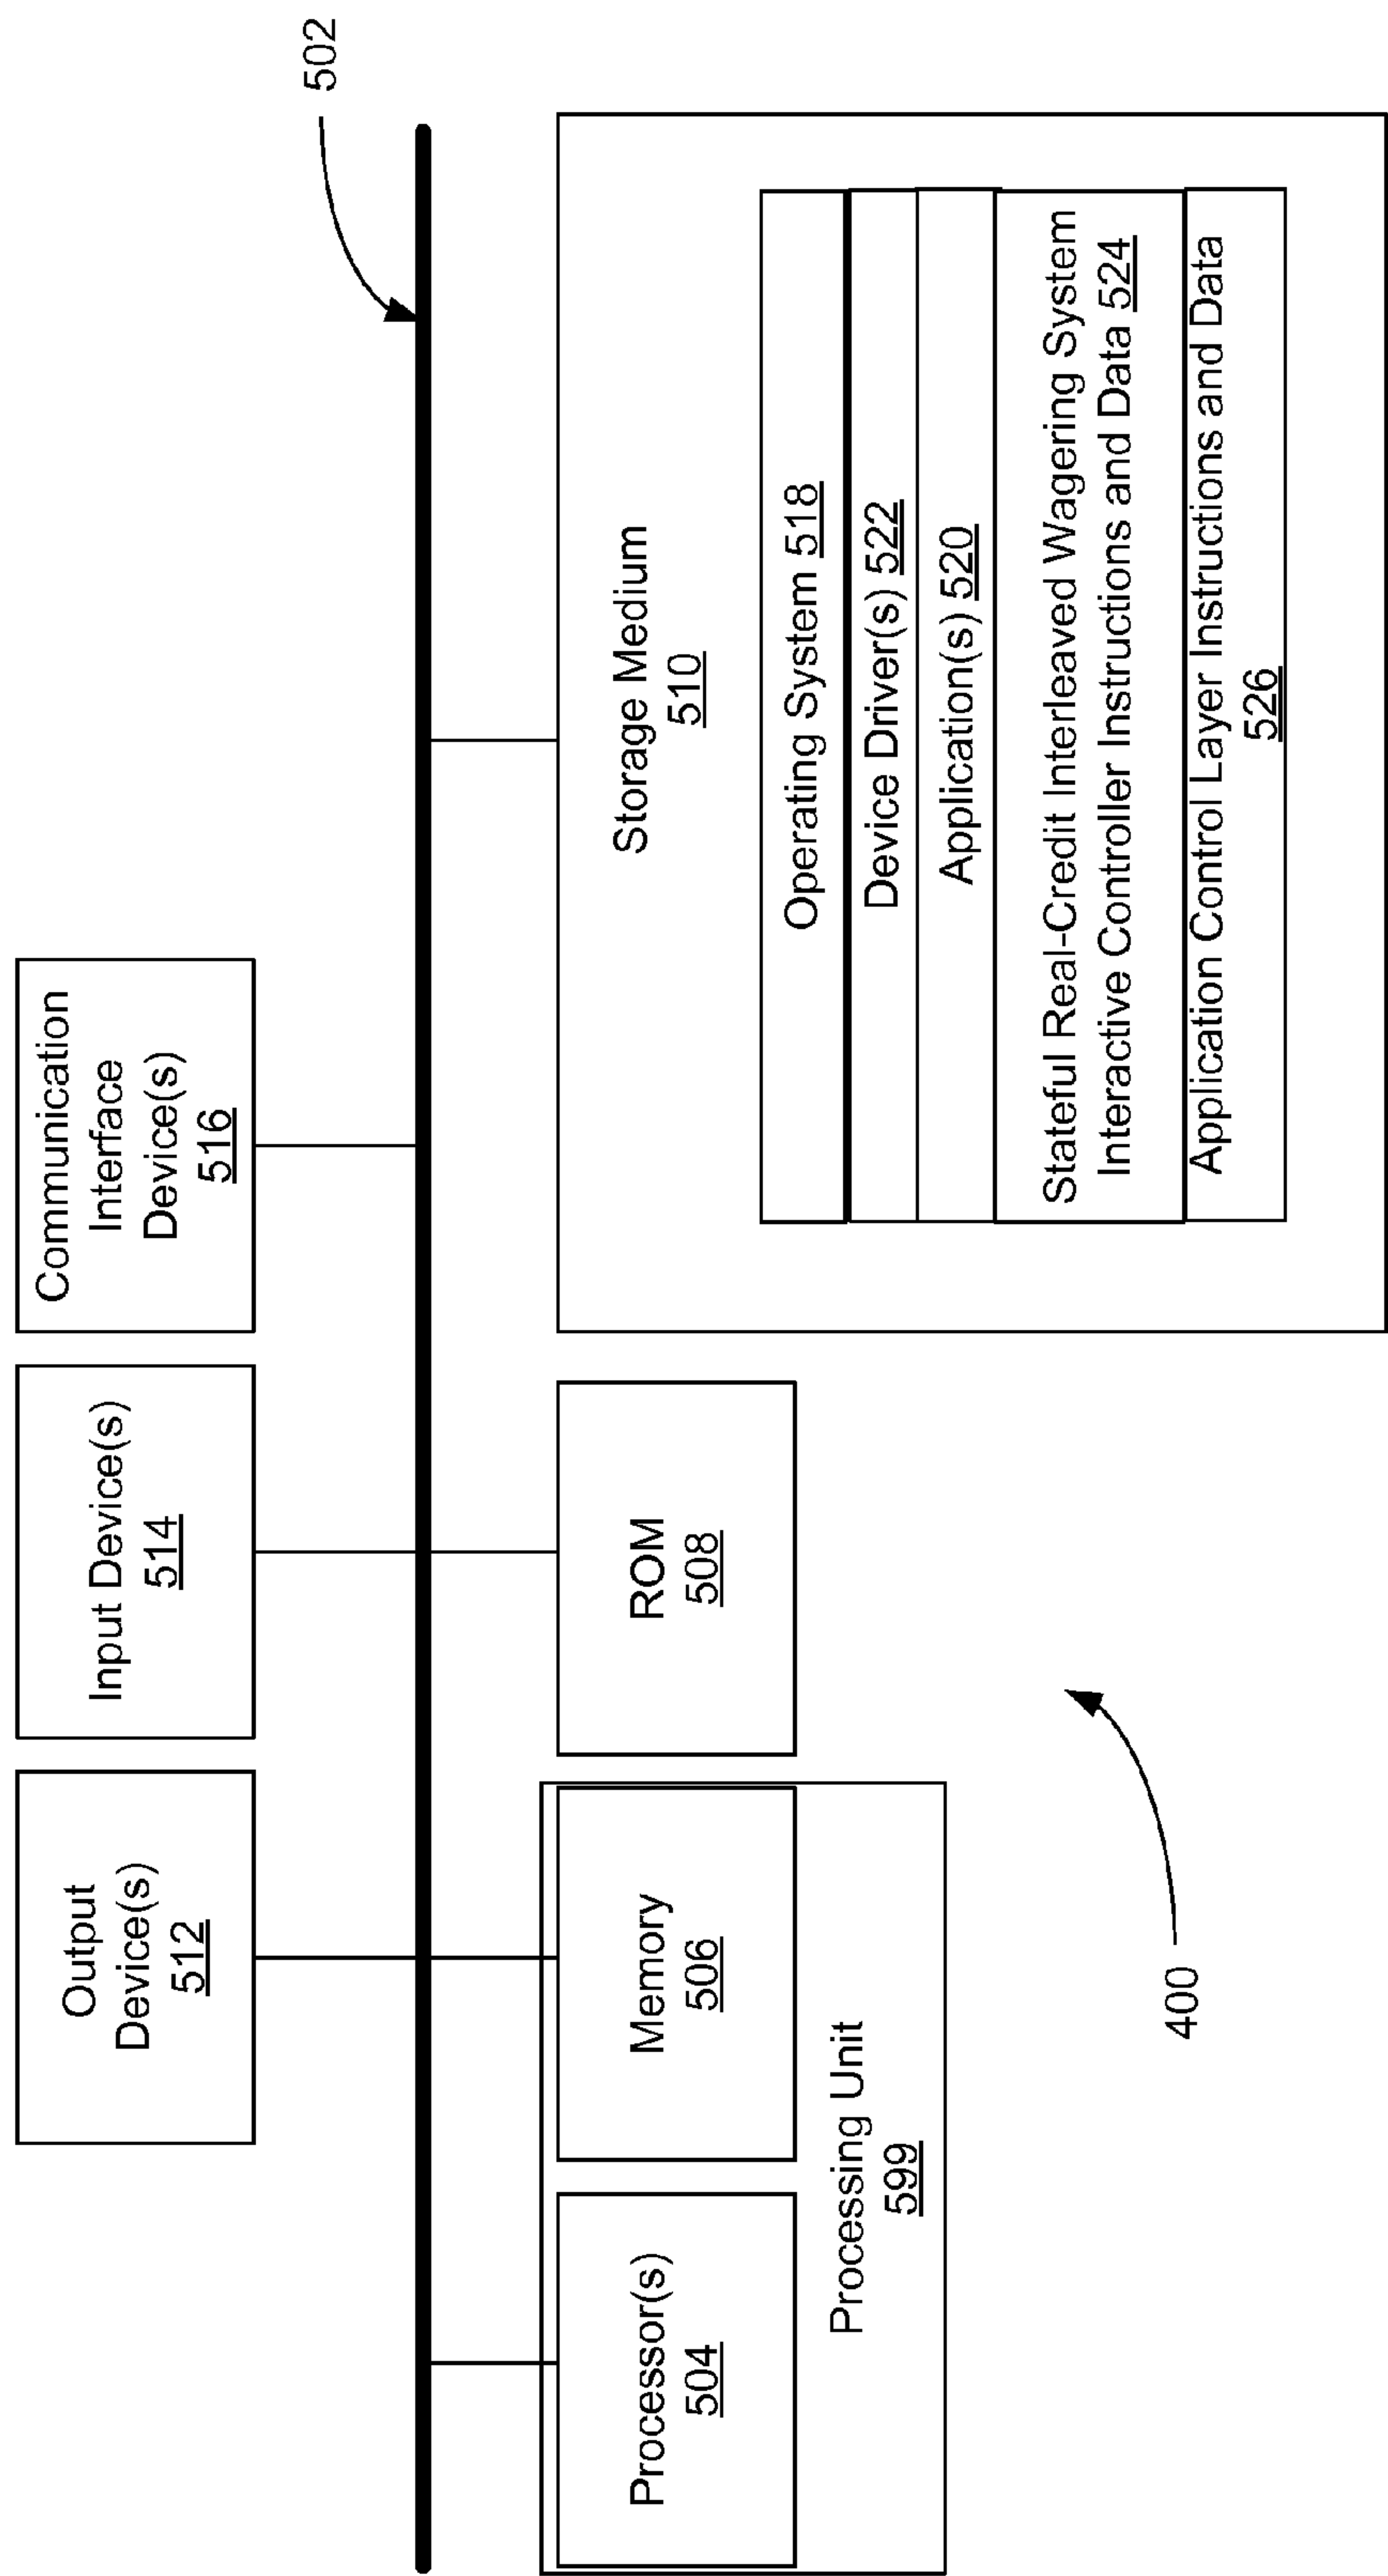 502
Output
Device(s)
512
Input Device(s)
514
Communication
Interface
Device(s)
516
Processor(s)
504
Memory
506
Processing Unit
599
ROM
508
Storage Medium
510
Operating System 518
Device Driver(s) 522
Application(s) 520
Stateful Real-Credit Interleaved Wagering System
Interactive Controller Instructions and Data 524
Application Control Layer Instructions and Data
526
400